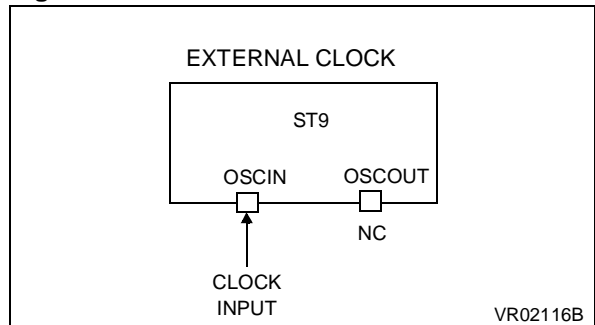 EXTERNAL CLOCK
ST9
OSCIN OSCOUT
NC
CLOCK
INPUT
VR02116B